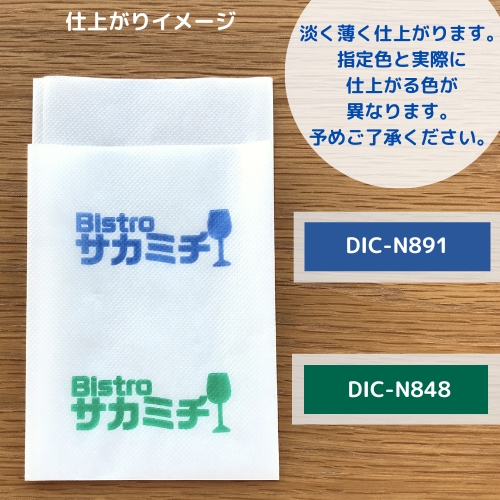 仕上がりイメージ
淡く薄く仕上がります。
指定色と実際に
仕上がる色が
異なります。
予めご了承ください。
Bistro
サカミチ
DIC-N891
Bistro
サカミチ
DIC-N848